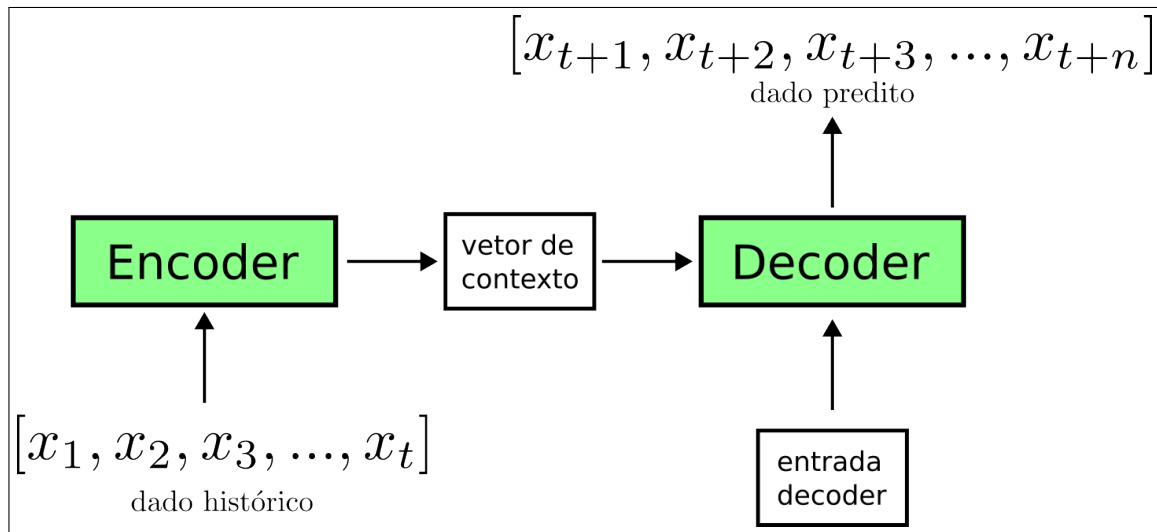 [x_{t+1}, x_{t+2}, x_{t+3}, ..., x_{t+n}]
dado predito
Encoder
vetor de
contexto
Decoder
[x_1, x_2, x_3, ..., x_t]
dado histórico
entrada
decoder